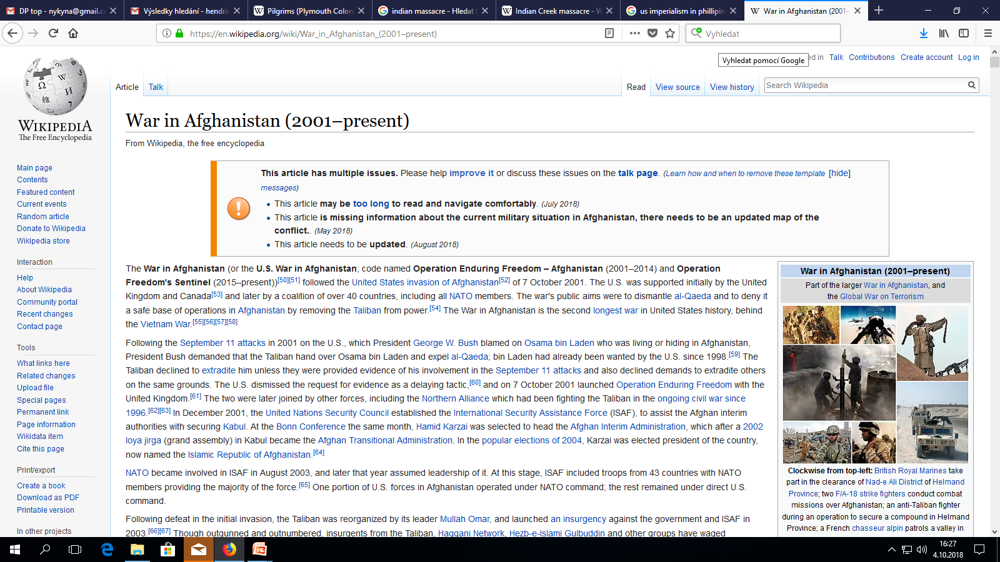 DP top - nykyna@gmail.c
Výsledky hledání - hendri
Pilgrims (Plymouth Colon
indian massacre - Hledat
Indian Creek massacre - W
us imperialism in phillipin
War in Afghanistan (2001–
https://en.wikipedia.org/wiki/War_in_Afghanistan_(2001–present)
Vyhledat
Vyhledat pomocí Google
ed in Talk Contributions Create account Log in
Article Talk
Read View source View history
Search Wikipedia
WIKIPEDIA
The Free Encyclopedia
Main page
Contents
Featured content
Current events
Random article
Donate to Wikipedia
Wikipedia store
Interaction
Help
About Wikipedia
Community portal
Recent changes
Contact page
Tools
What links here
Related changes
Upload file
Special pages
Permanent link
Page information
Wikidata item
Cite this page
Print/export
Create a book
Download as PDF
Printable version
In other projects
War in Afghanistan (2001–present)
From Wikipedia, the free encyclopedia
This article has multiple issues. Please help improve it or discuss these issues on the talk page. (Learn how and when to remove these template [hide]
messages)
This article may be too long to read and navigate comfortably. (July 2018)
This article is missing information about the current military situation in Afghanistan, there needs to be an updated map of the
conflict.. (May 2018)
This article needs to be updated. (August 2018)
The War in Afghanistan (or the U.S. War in Afghanistan; code named Operation Enduring Freedom – Afghanistan (2001–2014) and Operation
Freedom's Sentinel (2015–present))[50][51] followed the United States invasion of Afghanistan[52] of 7 October 2001. The U.S. was supported initially by the United
Kingdom and Canada[53] and later by a coalition of over 40 countries, including all NATO members. The war's public aims were to dismantle al-Qaeda and to deny it
a safe base of operations in Afghanistan by removing the Taliban from power.[54] The War in Afghanistan is the second longest war in United States history, behind
the Vietnam War.[55][56][57][58]
Following the September 11 attacks in 2001 on the U.S., which President George W. Bush blamed on Osama bin Laden who was living or hiding in Afghanistan,
President Bush demanded that the Taliban hand over Osama bin Laden and expel al-Qaeda; bin Laden had already been wanted by the U.S. since 1998.[59] The
Taliban declined to extradite him unless they were provided evidence of his involvement in the September 11 attacks and also declined demands to extradite others
on the same grounds. The U.S. dismissed the request for evidence as a delaying tactic,[60] and on 7 October 2001 launched Operation Enduring Freedom with the
United Kingdom.[61] The two were later joined by other forces, including the Northern Alliance which had been fighting the Taliban in the ongoing civil war since
1996.[62][63] In December 2001, the United Nations Security Council established the International Security Assistance Force (ISAF), to assist the Afghan interim
authorities with securing Kabul. At the Bonn Conference the same month, Hamid Karzai was selected to head the Afghan Interim Administration, which after a 2002
loya jirga (grand assembly) in Kabul became the Afghan Transitional Administration. In the popular elections of 2004, Karzai was elected president of the country,
now named the Islamic Republic of Afghanistan.[64]
NATO became involved in ISAF in August 2003, and later that year assumed leadership of it. At this stage, ISAF included troops from 43 countries with NATO
members providing the majority of the force.[65] One portion of U.S. forces in Afghanistan operated under NATO command; the rest remained under direct U.S.
command.
Following defeat in the initial invasion, the Taliban was reorganized by its leader Mullah Omar, and launched an insurgency against the government and ISAF in
2003.[66][67] Though outgunned and outnumbered, insurgents from the Taliban, Haqqani Network, Hezb-e-Islami Gulbuddin and other groups have waged
War in Afghanistan (2001–present)
Part of the larger War in Afghanistan, and
the Global War on Terrorism
Clockwise from top-left: British Royal Marines take
part in the clearance of Nad-e Ali District of Helmand
Province; two F/A-18 strike fighters conduct combat
missions over Afghanistan; an anti-Taliban fighter
during an operation to secure a compound in Helmand
Province; a French chasseur alpin patrols a valley in
16:27
4.10.2018